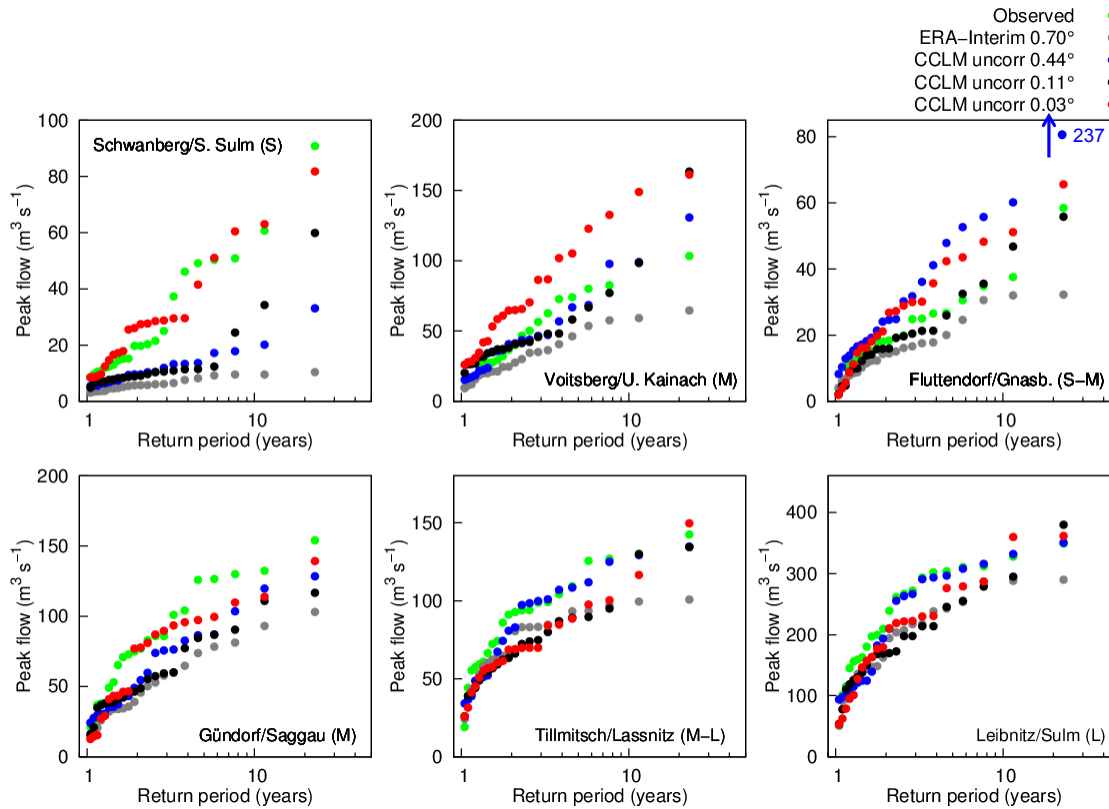 Observed
ERA−Interim 0.70°
CCLM uncorr 0.44°
CCLM uncorr 0.11°
CCLM uncorr 0.03°
Peak flow (m³ s⁻¹)
100
80
60
40
20
0
Schwanberg/S. Sulm (S)
1
10
Return period (years)
Peak flow (m³ s⁻¹)
200
150
100
50
0
Voitsberg/U. Kainach (M)
1
10
Return period (years)
Peak flow (m³ s⁻¹)
80
60
40
20
0
237
Fluttendorf/Gnasb. (S−M)
1
10
Return period (years)
Peak flow (m³ s⁻¹)
200
150
100
50
0
Gündorf/Saggau (M)
1
10
Return period (years)
Peak flow (m³ s⁻¹)
150
100
50
0
Tillmitsch/Lassnitz (M−L)
1
10
Return period (years)
Peak flow (m³ s⁻¹)
400
300
200
100
0
Leibnitz/Sulm (L)
1
10
Return period (years)